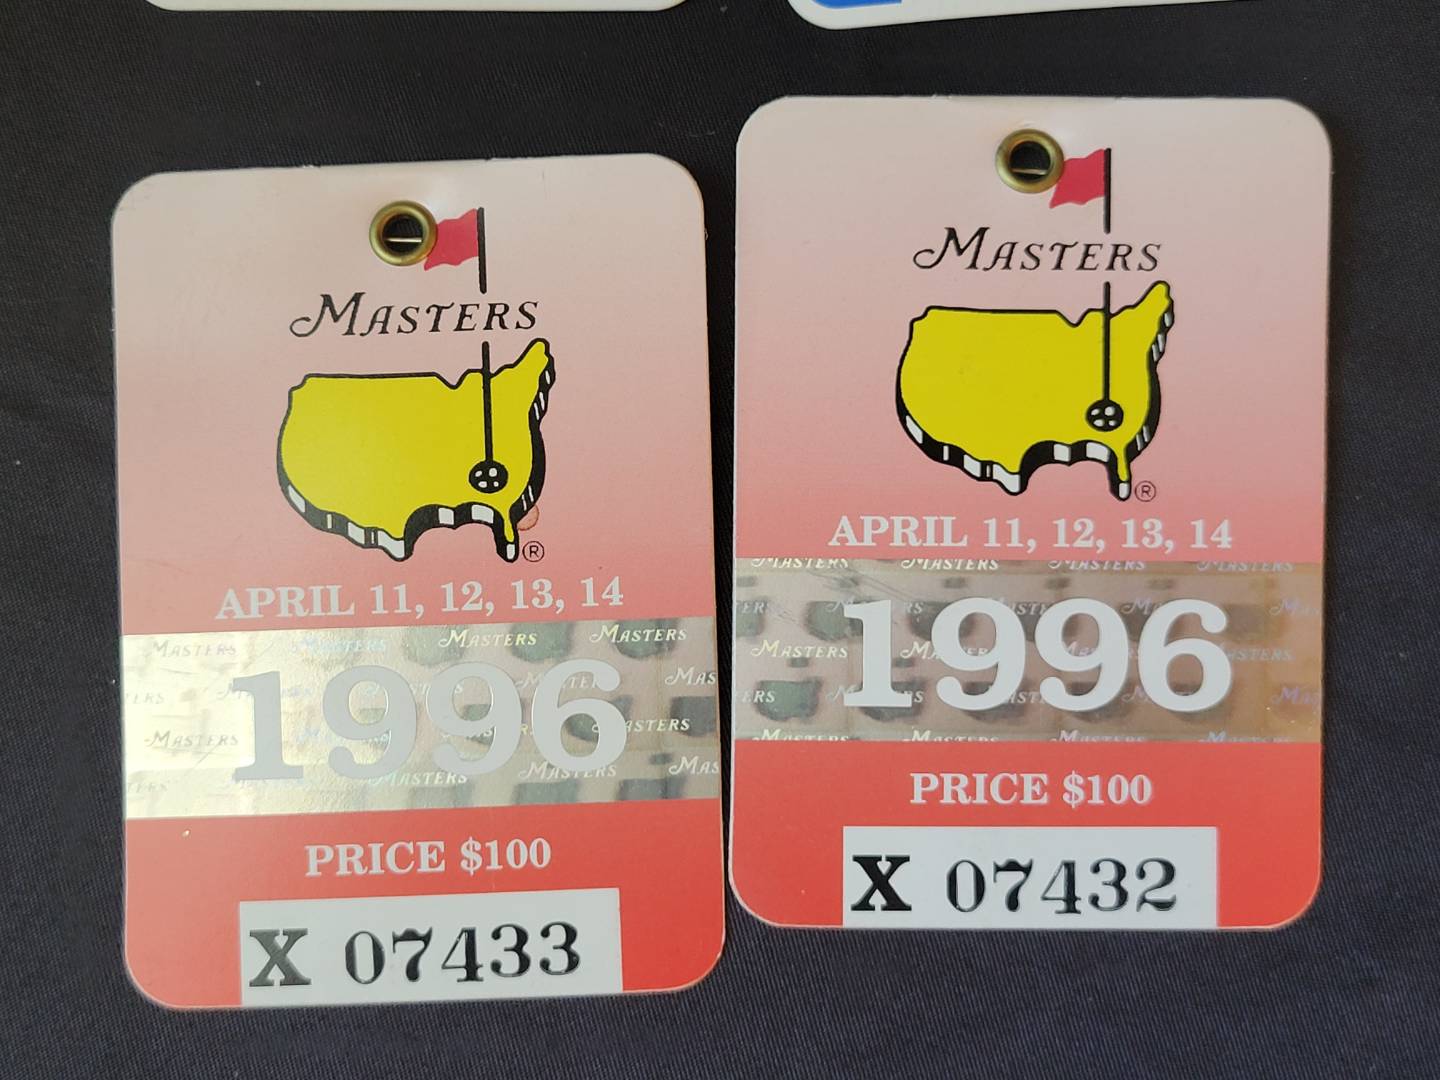 MASTERS
®
APRIL 11, 12, 13, 14
1996
PRICE $100
X 07433
MASTERS
®
APRIL 11, 12, 13, 14
1996
PRICE $100
X 07432